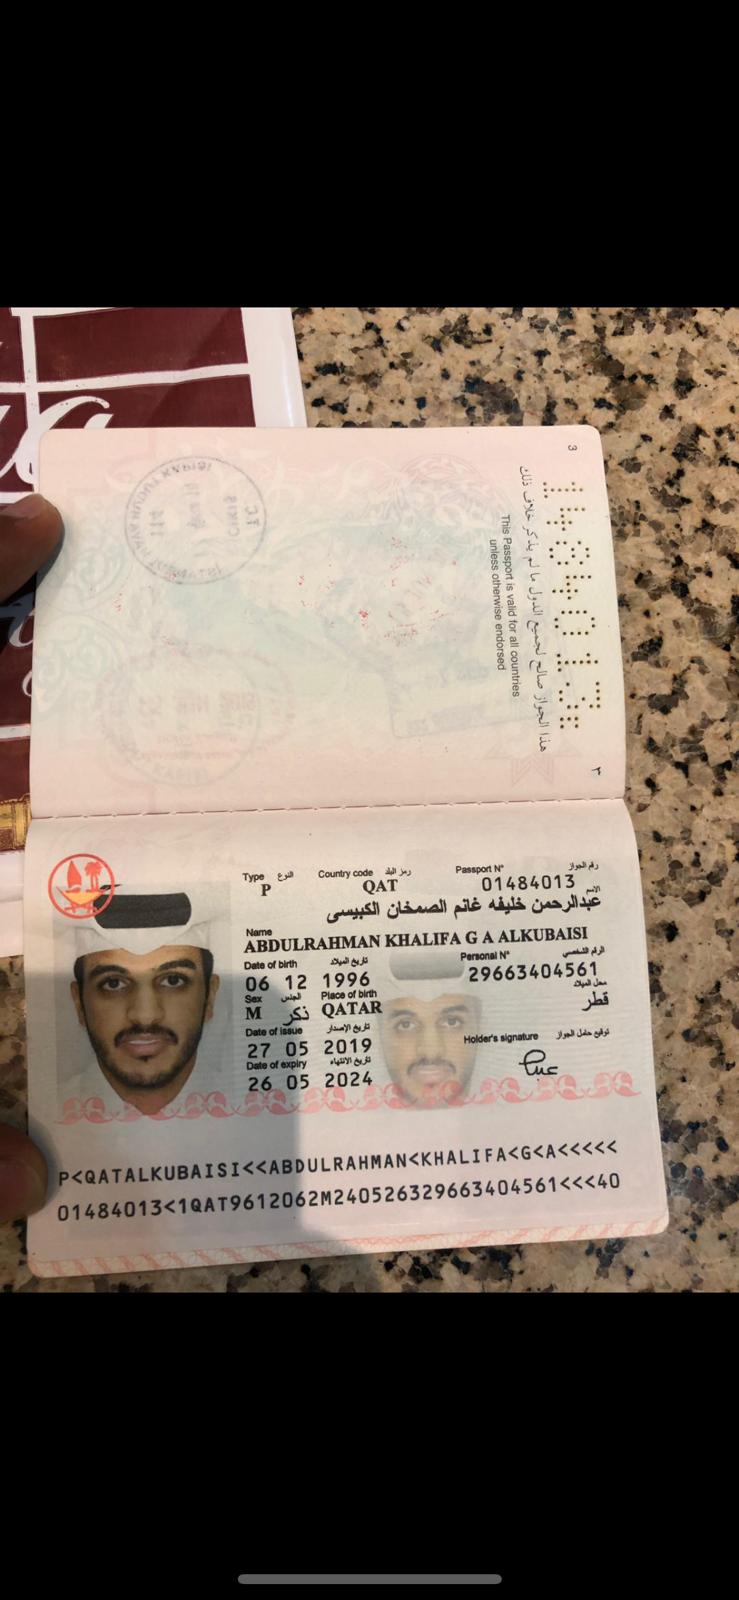 3
هذا الجواز صالح لجميع الدول ما لم يذكر خلاف ذلك
This Passport is valid for all countries
unless otherwise endorsed
01484013
٣
Type النوع Country code رمز البلد Passport N° رقم الجواز
P QAT 01484013
الاسم
عبدالرحمن خليفه غانم الصمخان الكبيسى
Name
ABDULRAHMAN KHALIFA G A ALKUBAISI
Date of birth تاريخ الميلاد Personal N° الرقم الشخصي
06 12 1996 29663404561
Sex الجنس Place of birth محل الميلاد
M ذكر QATAR قطر
Date of issue تاريخ الإصدار Holder's signature توقيع حامل الجواز
27 05 2019
Date of expiry تاريخ الانتهاء
26 05 2024
P<QATALKUBAISI<<ABDULRAHMAN<KHALIFA<G<A<<<<<
01484013<1QAT9612062M240526329663404561<<<40